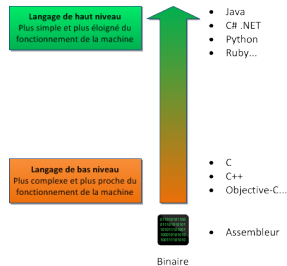 Langage de haut niveau
Plus simple et plus éloigné du
fonctionnement de la machine
Java
C# .NET
Python
Ruby...
Langage de bas niveau
Plus complexe et plus proche du
fonctionnement de la machine
C
C++
Objective-C...
Assembleur
Binaire